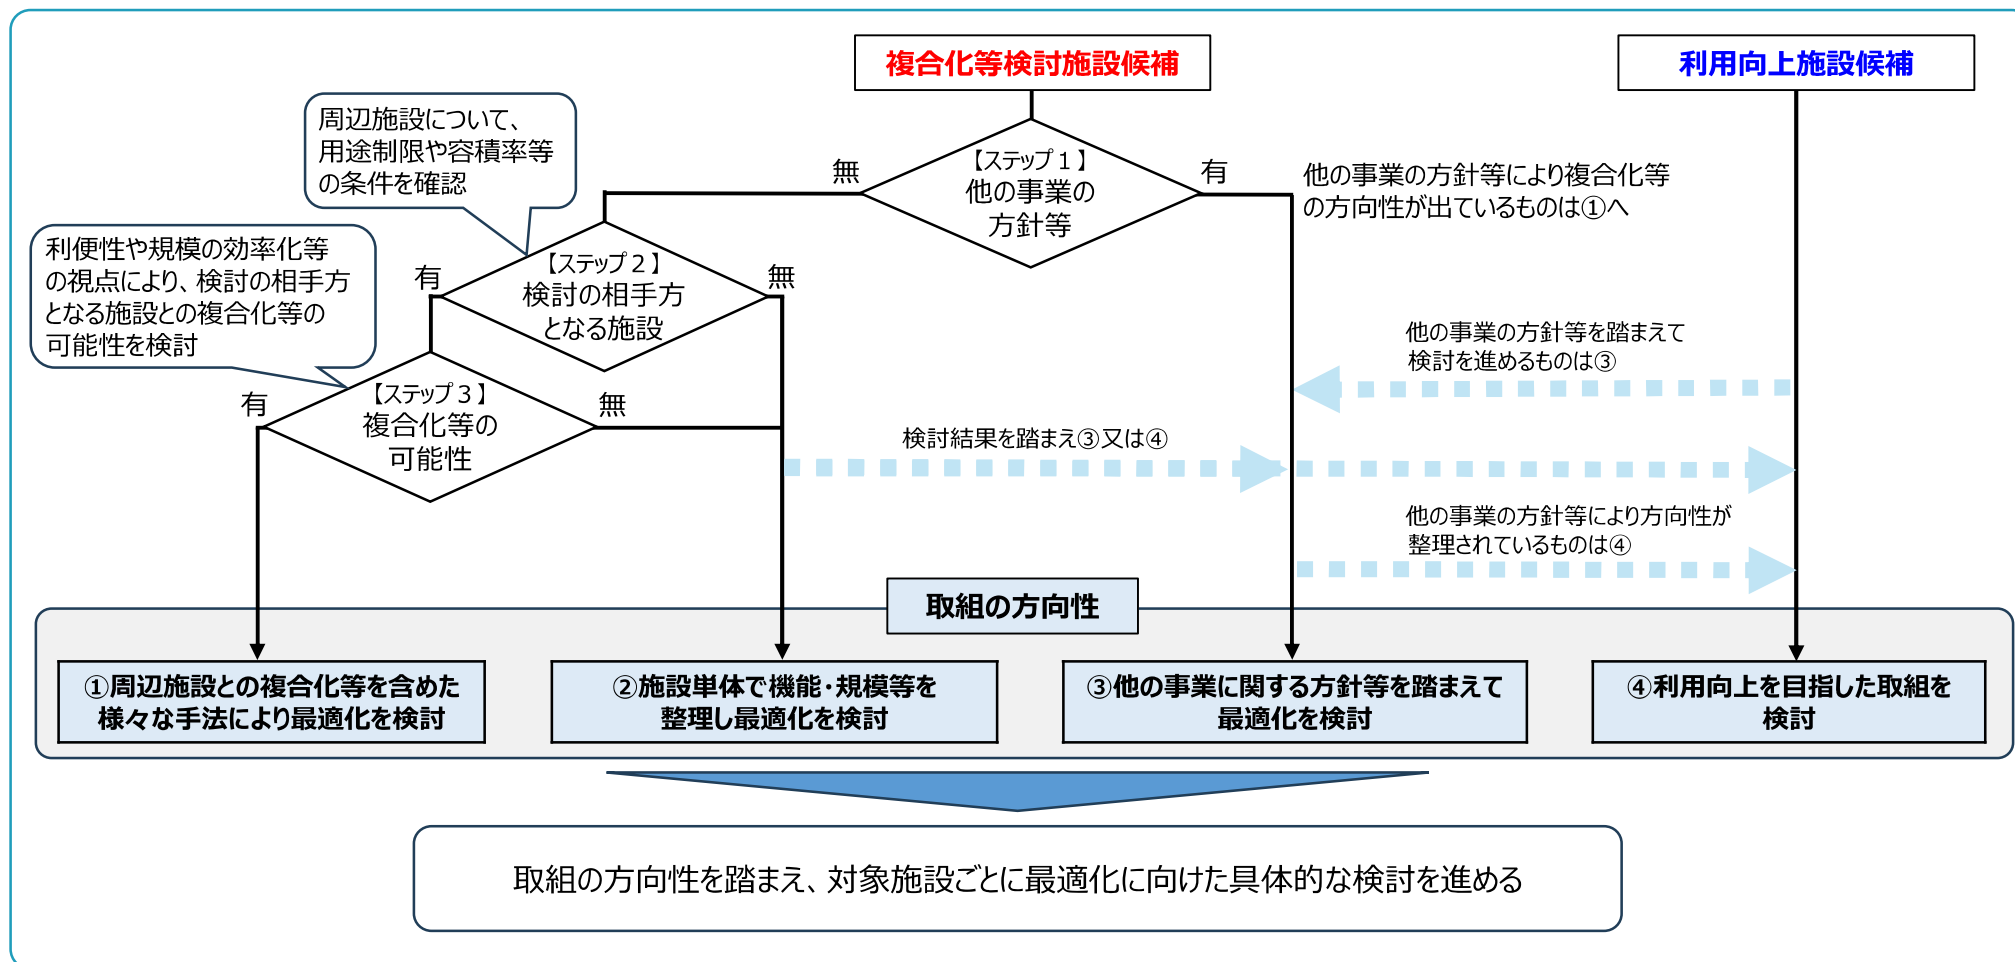 複合化等検討施設候補
利用向上施設候補
周辺施設について、
用途制限や容積率等
の条件を確認
【ステップ１】
他の事業の
方針等
無
有
他の事業の方針等により複合化等
の方向性が出ているものは①へ
利便性や規模の効率化等
の視点により、検討の相手方
となる施設との複合化等の
可能性を検討
【ステップ２】
検討の相手方
となる施設
有
無
他の事業の方針等を踏まえて
検討を進めるものは③
【ステップ３】
複合化等の
可能性
有
無
検討結果を踏まえ③又は④
他の事業の方針等により方向性が
整理されているものは④
取組の方向性
①周辺施設との複合化等を含めた
様々な手法により最適化を検討
②施設単体で機能・規模等を
整理し最適化を検討
③他の事業に関する方針等を踏まえて
最適化を検討
④利用向上を目指した取組を
検討
取組の方向性を踏まえ、対象施設ごとに最適化に向けた具体的な検討を進める